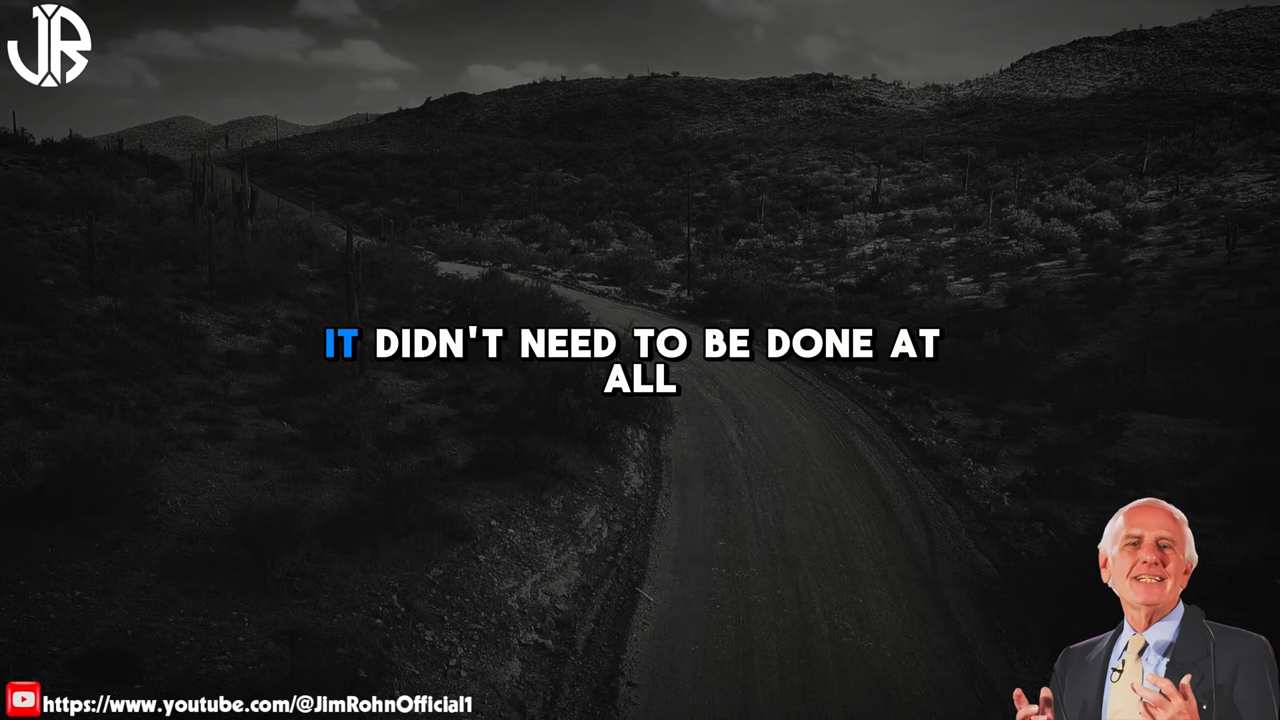 JR
IT DIDN'T NEED TO BE DONE AT
ALL
https://www.youtube.com/@JimRohnOfficial1